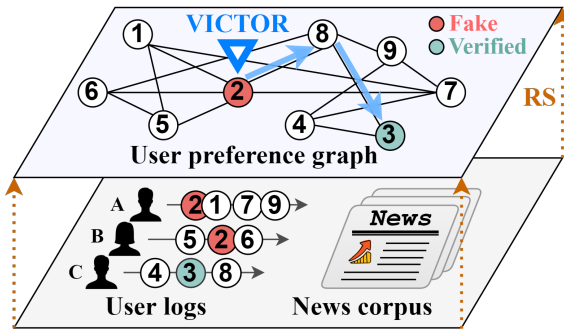 VICTOR
Fake
Verified
1
8
9
6
2
7
5
4
3
User preference graph
RS
A
2 1 7 9
B
5 2 6
C
4 3 8
News
User logs
News corpus